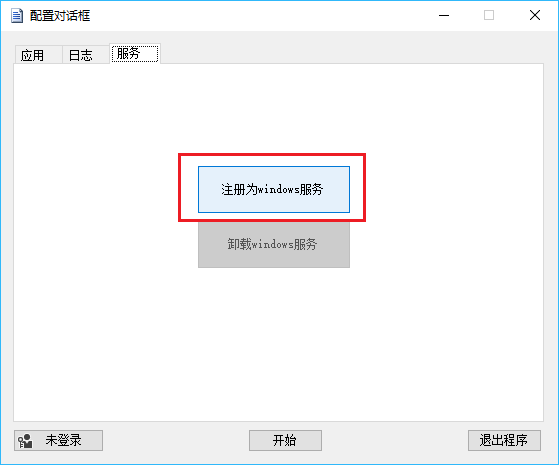 配置对话框
应用 日志 服务
注册为windows服务
卸载windows服务
未登录 开始 退出程序